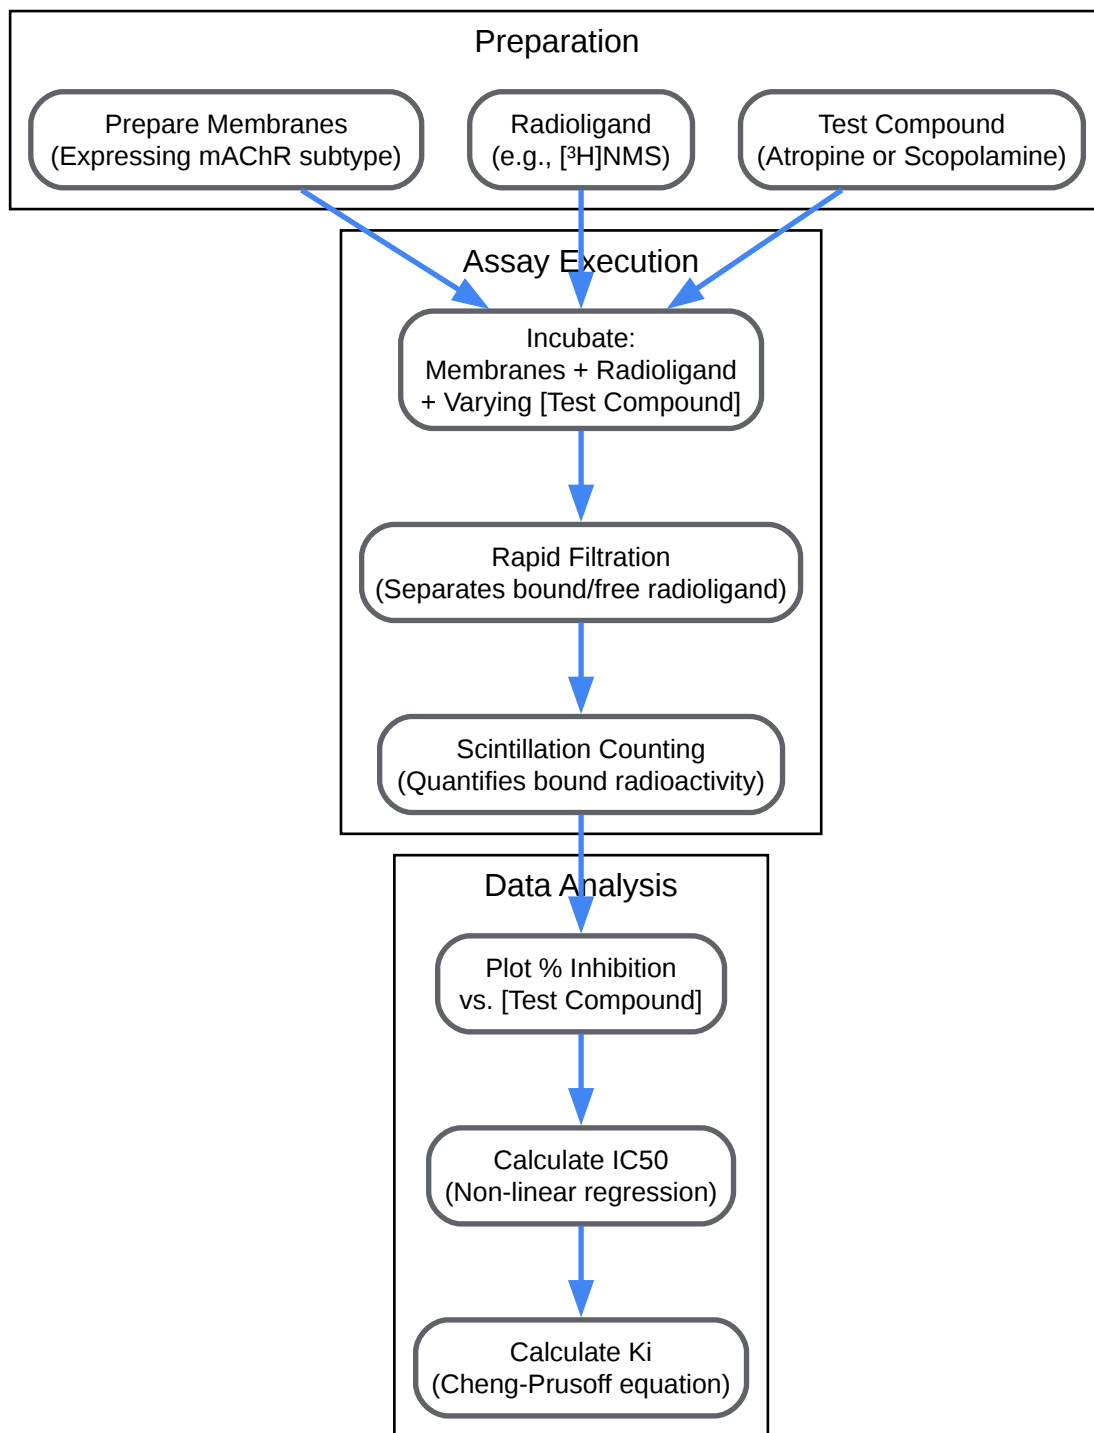 Preparation
Prepare Membranes
(Expressing mAChR subtype)
Radioligand
(e.g., [³H]NMS)
Test Compound
(Atropine or Scopolamine)
Assay Execution
Incubate:
Membranes + Radioligand
+ Varying [Test Compound]
Rapid Filtration
(Separates bound/free radioligand)
Scintillation Counting
(Quantifies bound radioactivity)
Data Analysis
Plot % Inhibition
vs. [Test Compound]
Calculate IC50
(Non-linear regression)
Calculate Ki
(Cheng-Prusoff equation)